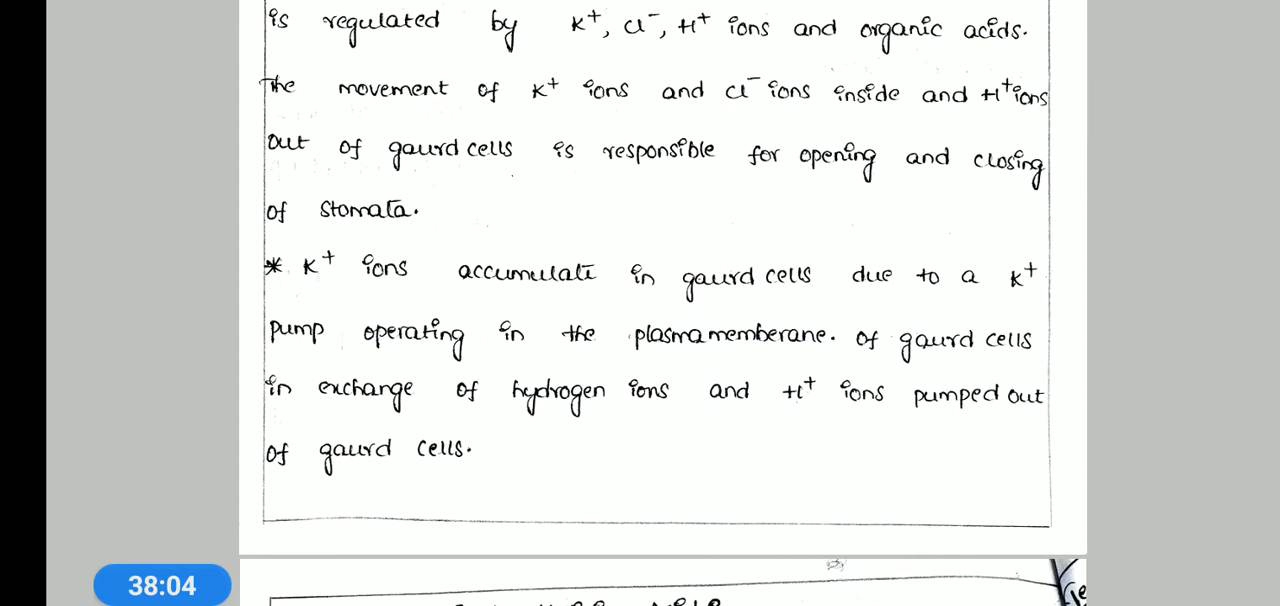 is regulated by K⁺, Cl⁻, H⁺ ions and organic acids.
The movement of K⁺ ions and Cl⁻ ions inside and H⁺ ions
out of gaurd cells is responsible for opening and closing
of stomata.
* K⁺ ions accumulate in gaurd cells due to a K⁺
pump operating in the plasmamemberane. of gaurd cells
in exchange of hydrogen ions and H⁺ ions pumped out
of gaurd cells.
38:04